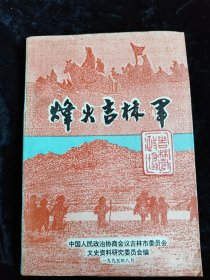 烽火吉林军
中国人民政治协商会议吉林市委员会
文史资料研究委员会编
一九九五年八月